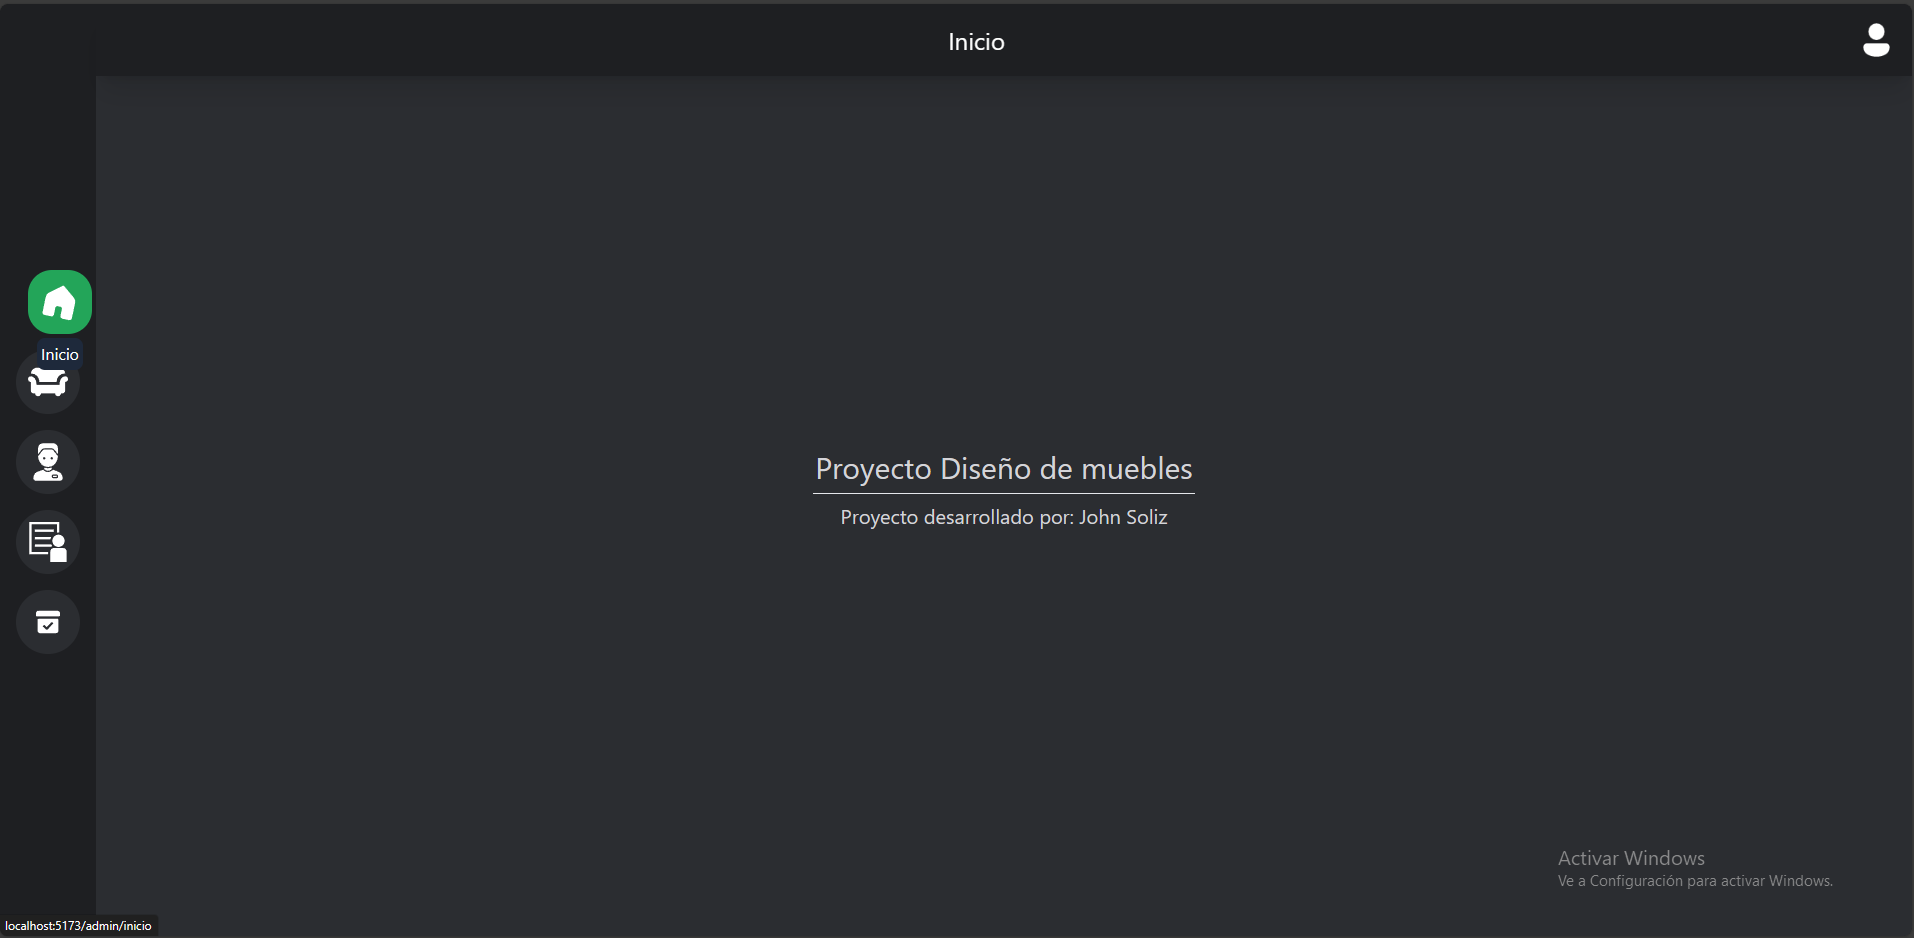 Inicio
Inicio
Proyecto Diseño de muebles
Proyecto desarrollado por: John Soliz
Activar Windows
Ve a Configuración para activar Windows.
localhost:5173/admin/inicio